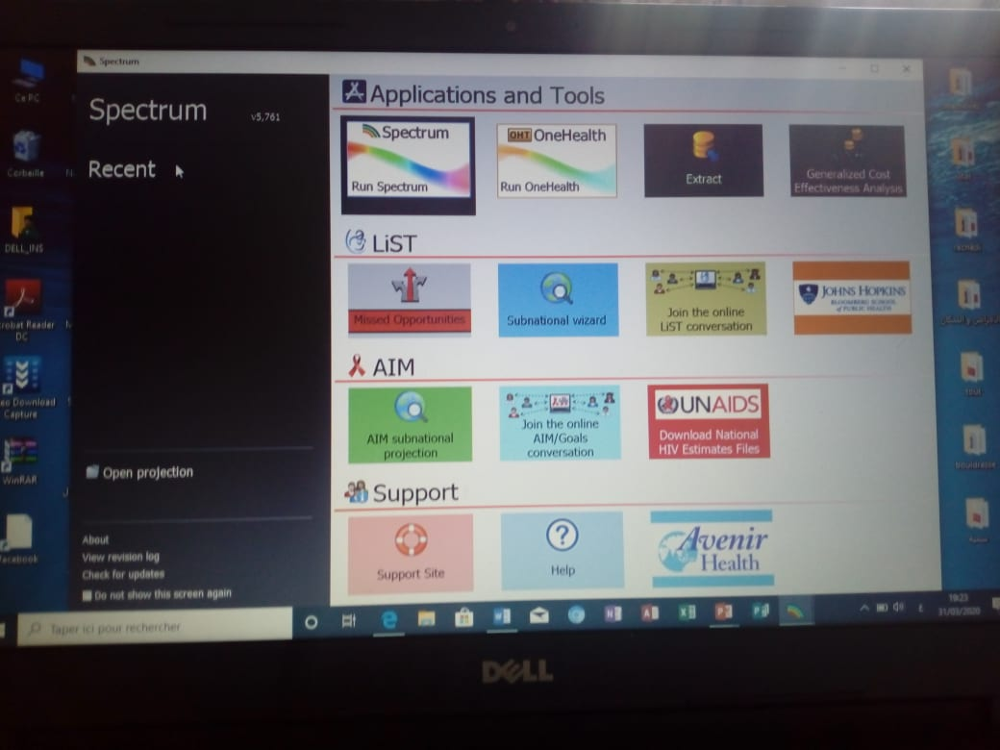 Spectrum
Spectrum
v5,761
Recent
Open projection
About
View revision log
Check for updates
Do not show this screen again
Applications and Tools
Spectrum
Run Spectrum
OHT OneHealth
Run OneHealth
Extract
Generalized Cost
Effectiveness Analysis
LiST
Missed Opportunities
Subnational wizard
Join the online
LiST conversation
JOHNS HOPKINS
BLOOMBERG SCHOOL
of PUBLIC HEALTH
AIM
AIM subnational
projection
Join the online
AIM/Goals
conversation
UNAIDS
Download National
HIV Estimates Files
Support
Support Site
Help
Avenir
Health
Ce PC
Corbeille
DELL_INS
crobat Reader
DC
eo Download
Capture
WinRAR
acebook
bouidresse
Taper ici pour rechercher
19:23
31/03/2020
DELL